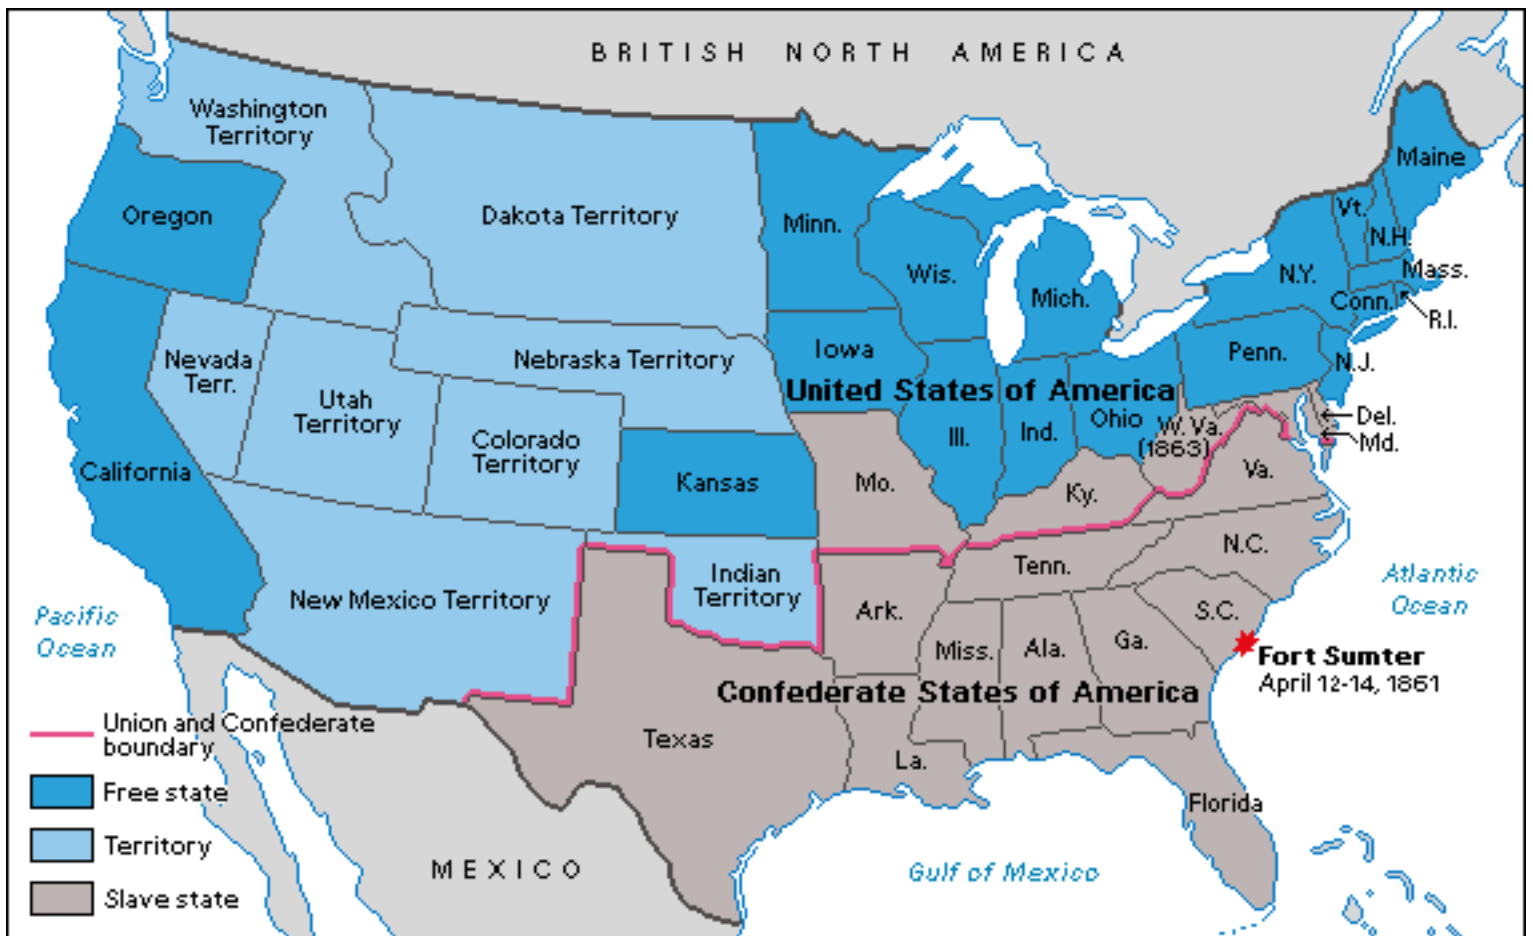 BRITISH NORTH AMERICA
Washington
Territory
Oregon
Dakota Territory
Minn.
Wis.
Mich.
Maine
Vt.
N.H.
N.Y.
Mass.
Conn.
R.I.
Nevada
Terr.
Utah
Territory
Nebraska Territory
Iowa
Penn.
N.J.
United States of America
California
Colorado
Territory
Kansas
Mo.
Ill.
Ind.
Ohio
W. Va.
(1863)
Del.
Md.
Va.
Ky.
New Mexico Territory
Indian
Territory
Ark.
Tenn.
N.C.
S.C.
Miss.
Ala.
Ga.
Pacific
Ocean
Atlantic
Ocean
Fort Sumter
April 12-14, 1861
Confederate States of America
Texas
La.
Florida
MEXICO
Gulf of Mexico
Union and Confederate
boundary
Free state
Territory
Slave state